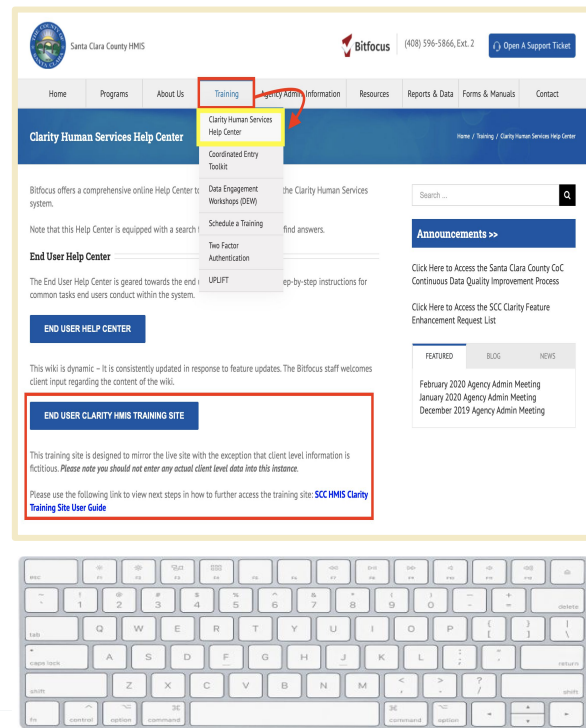 Santa Clara County HMIS
Bitfocus
(408) 596-5866, Ext. 2
Open A Support Ticket
Home
Programs
About Us
Training
Agency Admin Information
Resources
Reports & Data
Forms & Manuals
Contact
Clarity Human Services Help Center
Home / Training / Clarity Human Services Help Center
Clarity Human Services
Help Center
Coordinated Entry
Toolkit
Data Engagement
Workshops (DEW)
Schedule a Training
Two Factor
Authentication
UPLIFT
Bitfocus offers a comprehensive online Help Center to the Clarity Human Services
system.
Note that this Help Center is equipped with a search find answers.
End User Help Center
The End User Help Center is geared towards the end ep-by-step instructions for
common tasks end users conduct within the system.
END USER HELP CENTER
This wiki is dynamic – It is consistently updated in response to feature updates. The Bitfocus staff welcomes
client input regarding the content of the wiki.
END USER CLARITY HMIS TRAINING SITE
This training site is designed to mirror the live site with the exception that client level information is
fictitious. Please note you should not enter any actual client level data into this instance.
Please use the following link to view next steps in how to further access the training site: SCC HMIS Clarity
Training Site User Guide
Search ...
Announcements >>
Click Here to Access the Santa Clara County CoC
Continuous Data Quality Improvement Process
Click Here to Access the SCC Clarity Feature
Enhancement Request List
FEATURED BLOG NEWS
February 2020 Agency Admin Meeting
January 2020 Agency Admin Meeting
December 2019 Agency Admin Meeting
~ ! @ # $ % ^ & * ( ) — +
` 1 2 3 4 5 6 7 8 9 0 - = delete
tab Q W E R T Y U I O P { [ } ] | \
caps lock A S D F G H J K L : ; " ' return
shift Z X C V B N M < , > . ? / shift
fn control option command command option